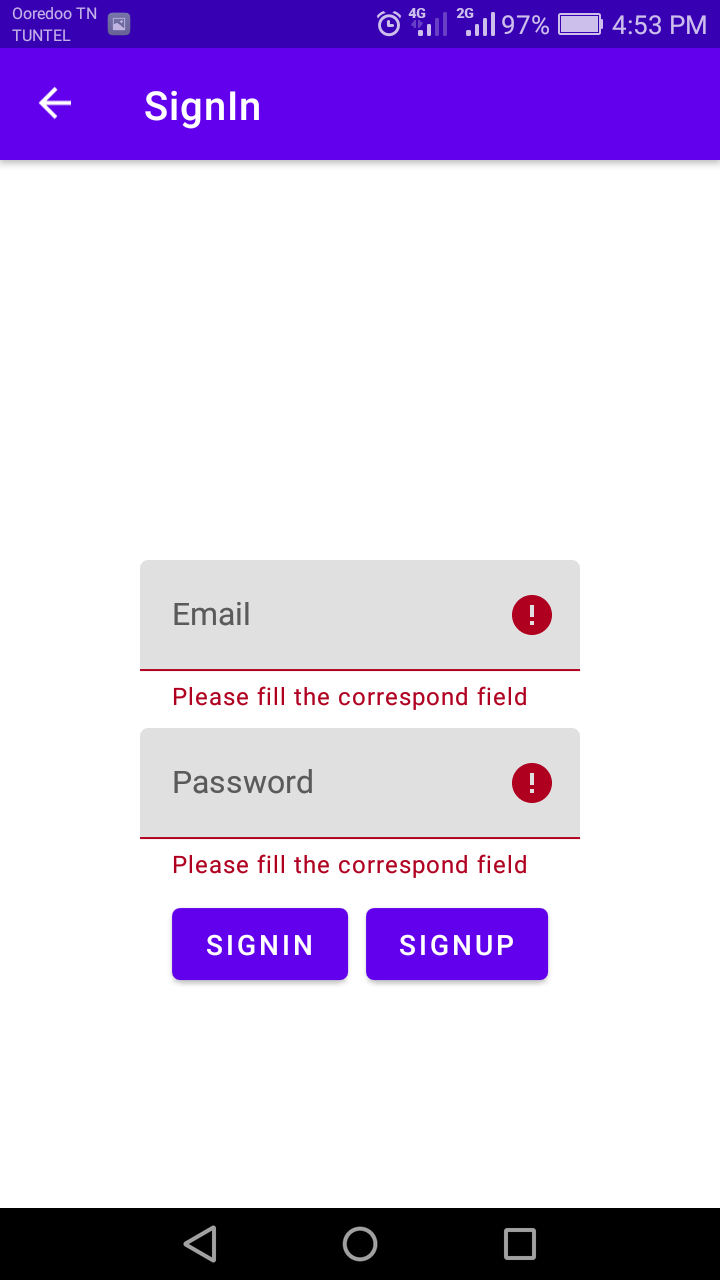 Ooredoo TN
TUNTEL
4G 2G 97% 4:53 PM
SignIn
Email
Please fill the correspond field
Password
Please fill the correspond field
SIGNIN SIGNUP